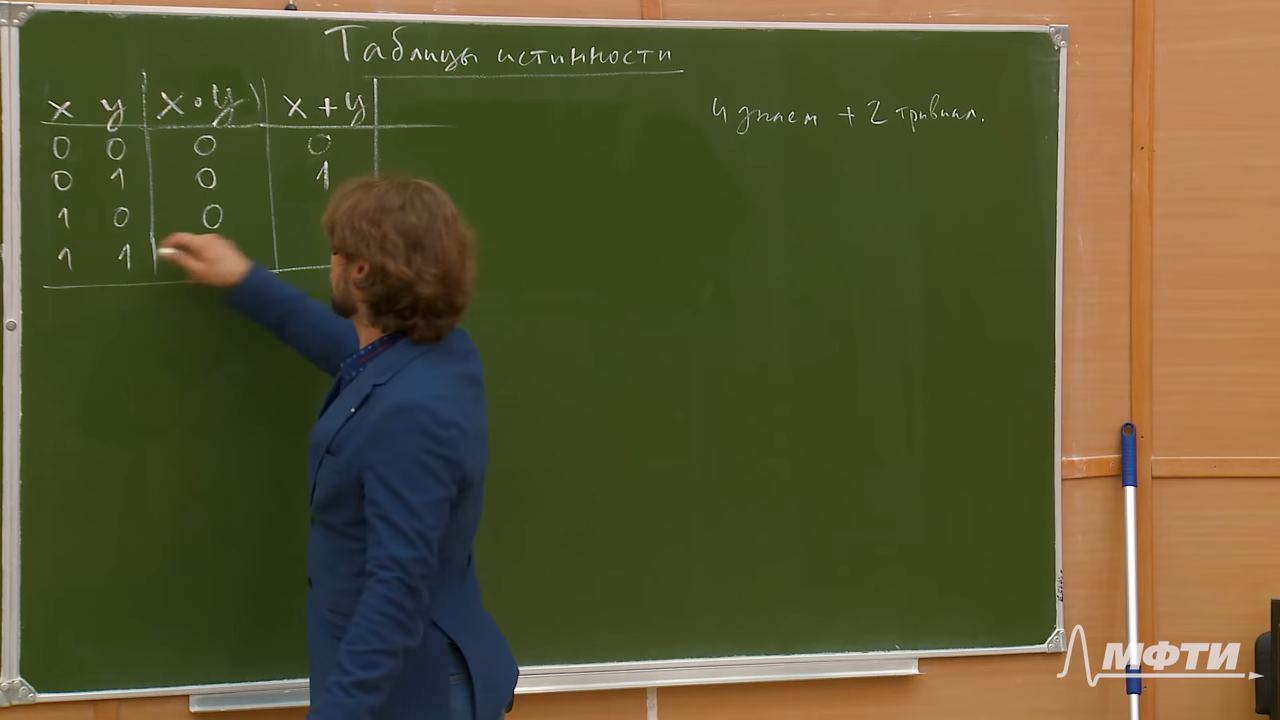 Таблицы истинности
4 знаем + 2 тривиал.
x y x • y x + y
0 0 0 0
0 1 0 1
1 0 0
1 1
МФТИ